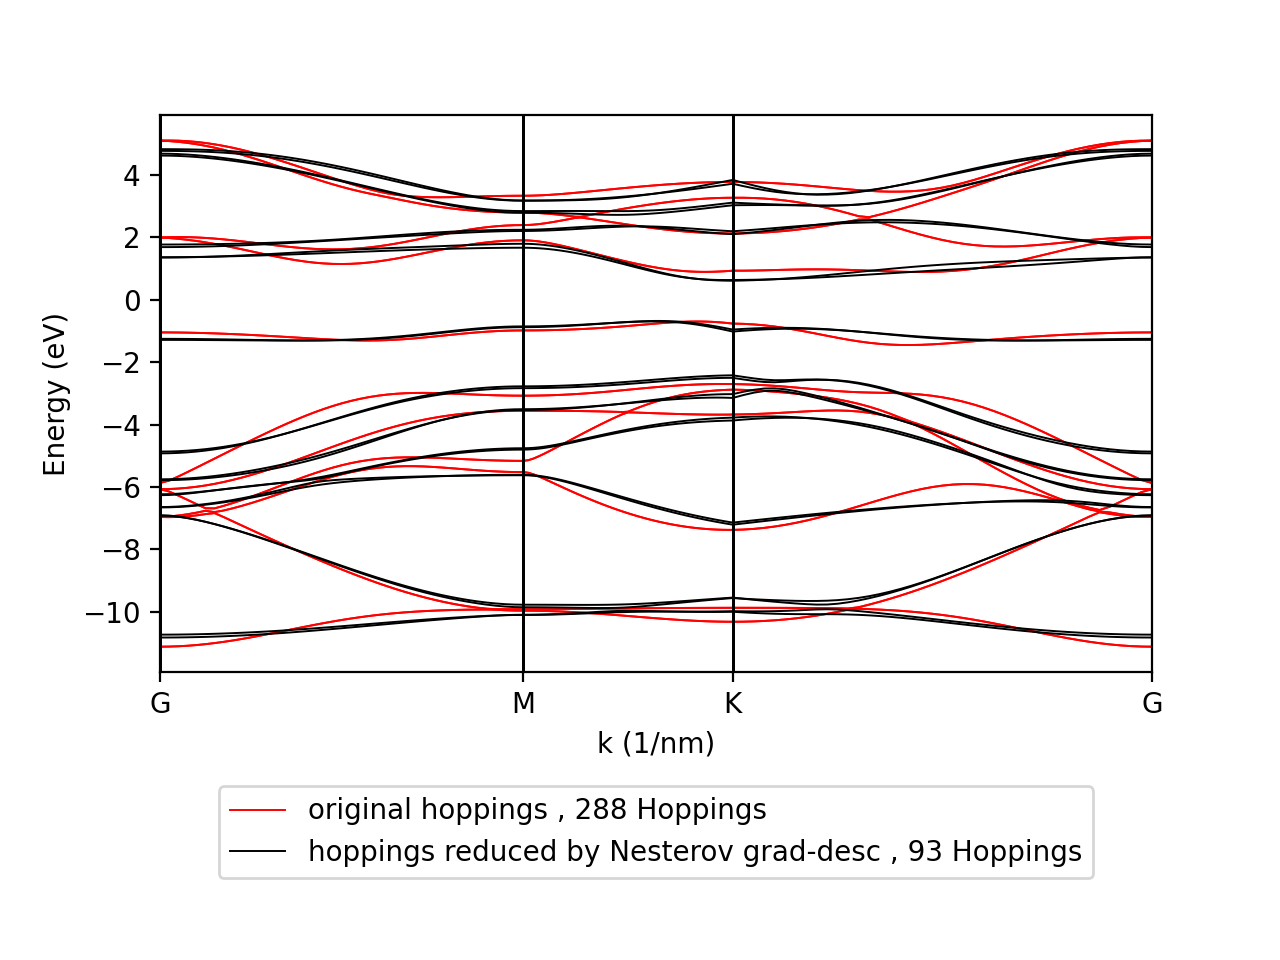 4
2
0
−2
−4
−6
−8
−10
Energy (eV)
G M K G
k (1/nm)
original hoppings , 288 Hoppings
hoppings reduced by Nesterov grad-desc , 93 Hoppings